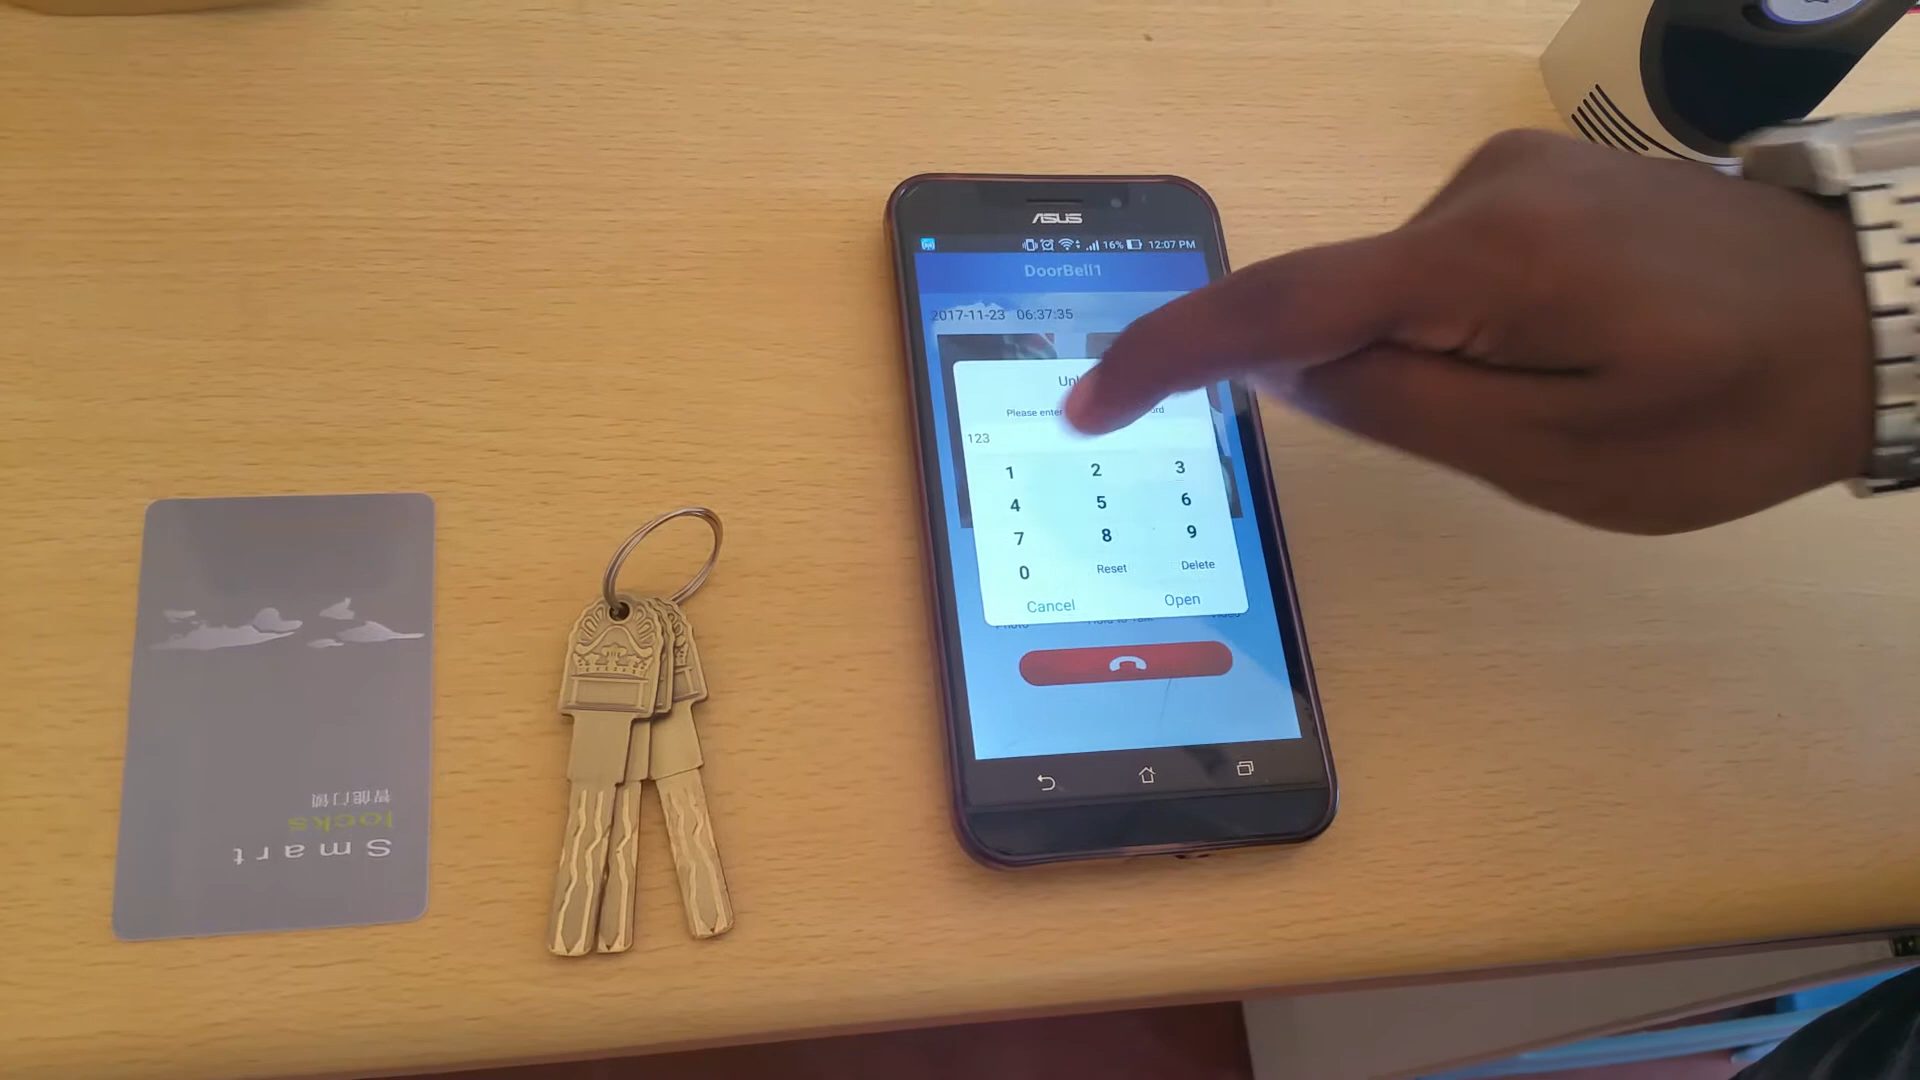 ASUS
16% 12:07 PM
DoorBell1
2017-11-23 06:37:35
Please enter
123
1 2 3
4 5 6
7 8 9
0 Reset Delete
Cancel Open
Smart
locks
智能门锁